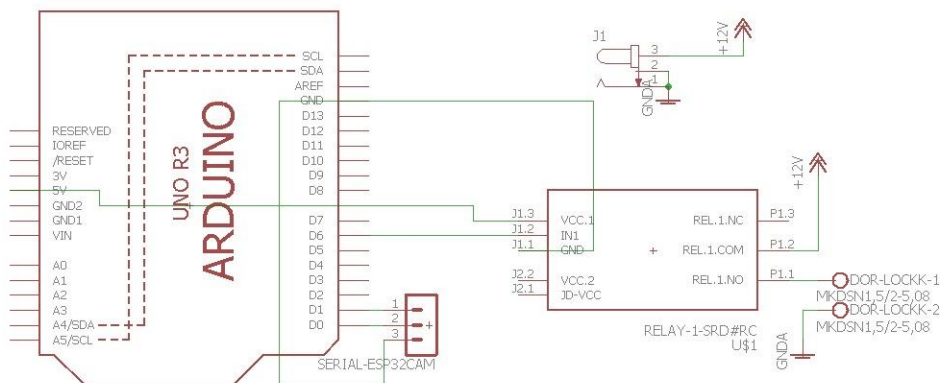 RESERVED
IOREF
/RESET
3V
5V
GND2
GND1
VIN
A0
A1
A2
A3
A4/SDA
A5/SCL
UNO R3
ARDUINO
SCL
SDA
AREF
GND
D13
D12
D11
D10
D9
D8
D7
D6
D5
D4
D3
D2
D1
D0
1
2
3
SERIAL-ESP32CAM
J1
3
2
1
+12V
GNDA
J1.3
J1.2
J1.1
J2.2
J2.1
VCC.1
IN1
GND
VCC.2
JD-VCC
REL.1.NC
REL.1.COM
REL.1.NO
P1.3
P1.2
P1.1
RELAY-1-SRD#RC
U$1
+12V
DOR-LOCKK-1
MKDSN1,5/2-5,08
DOR-LOCKK-2
MKDSN1,5/2-5,08
GNDA